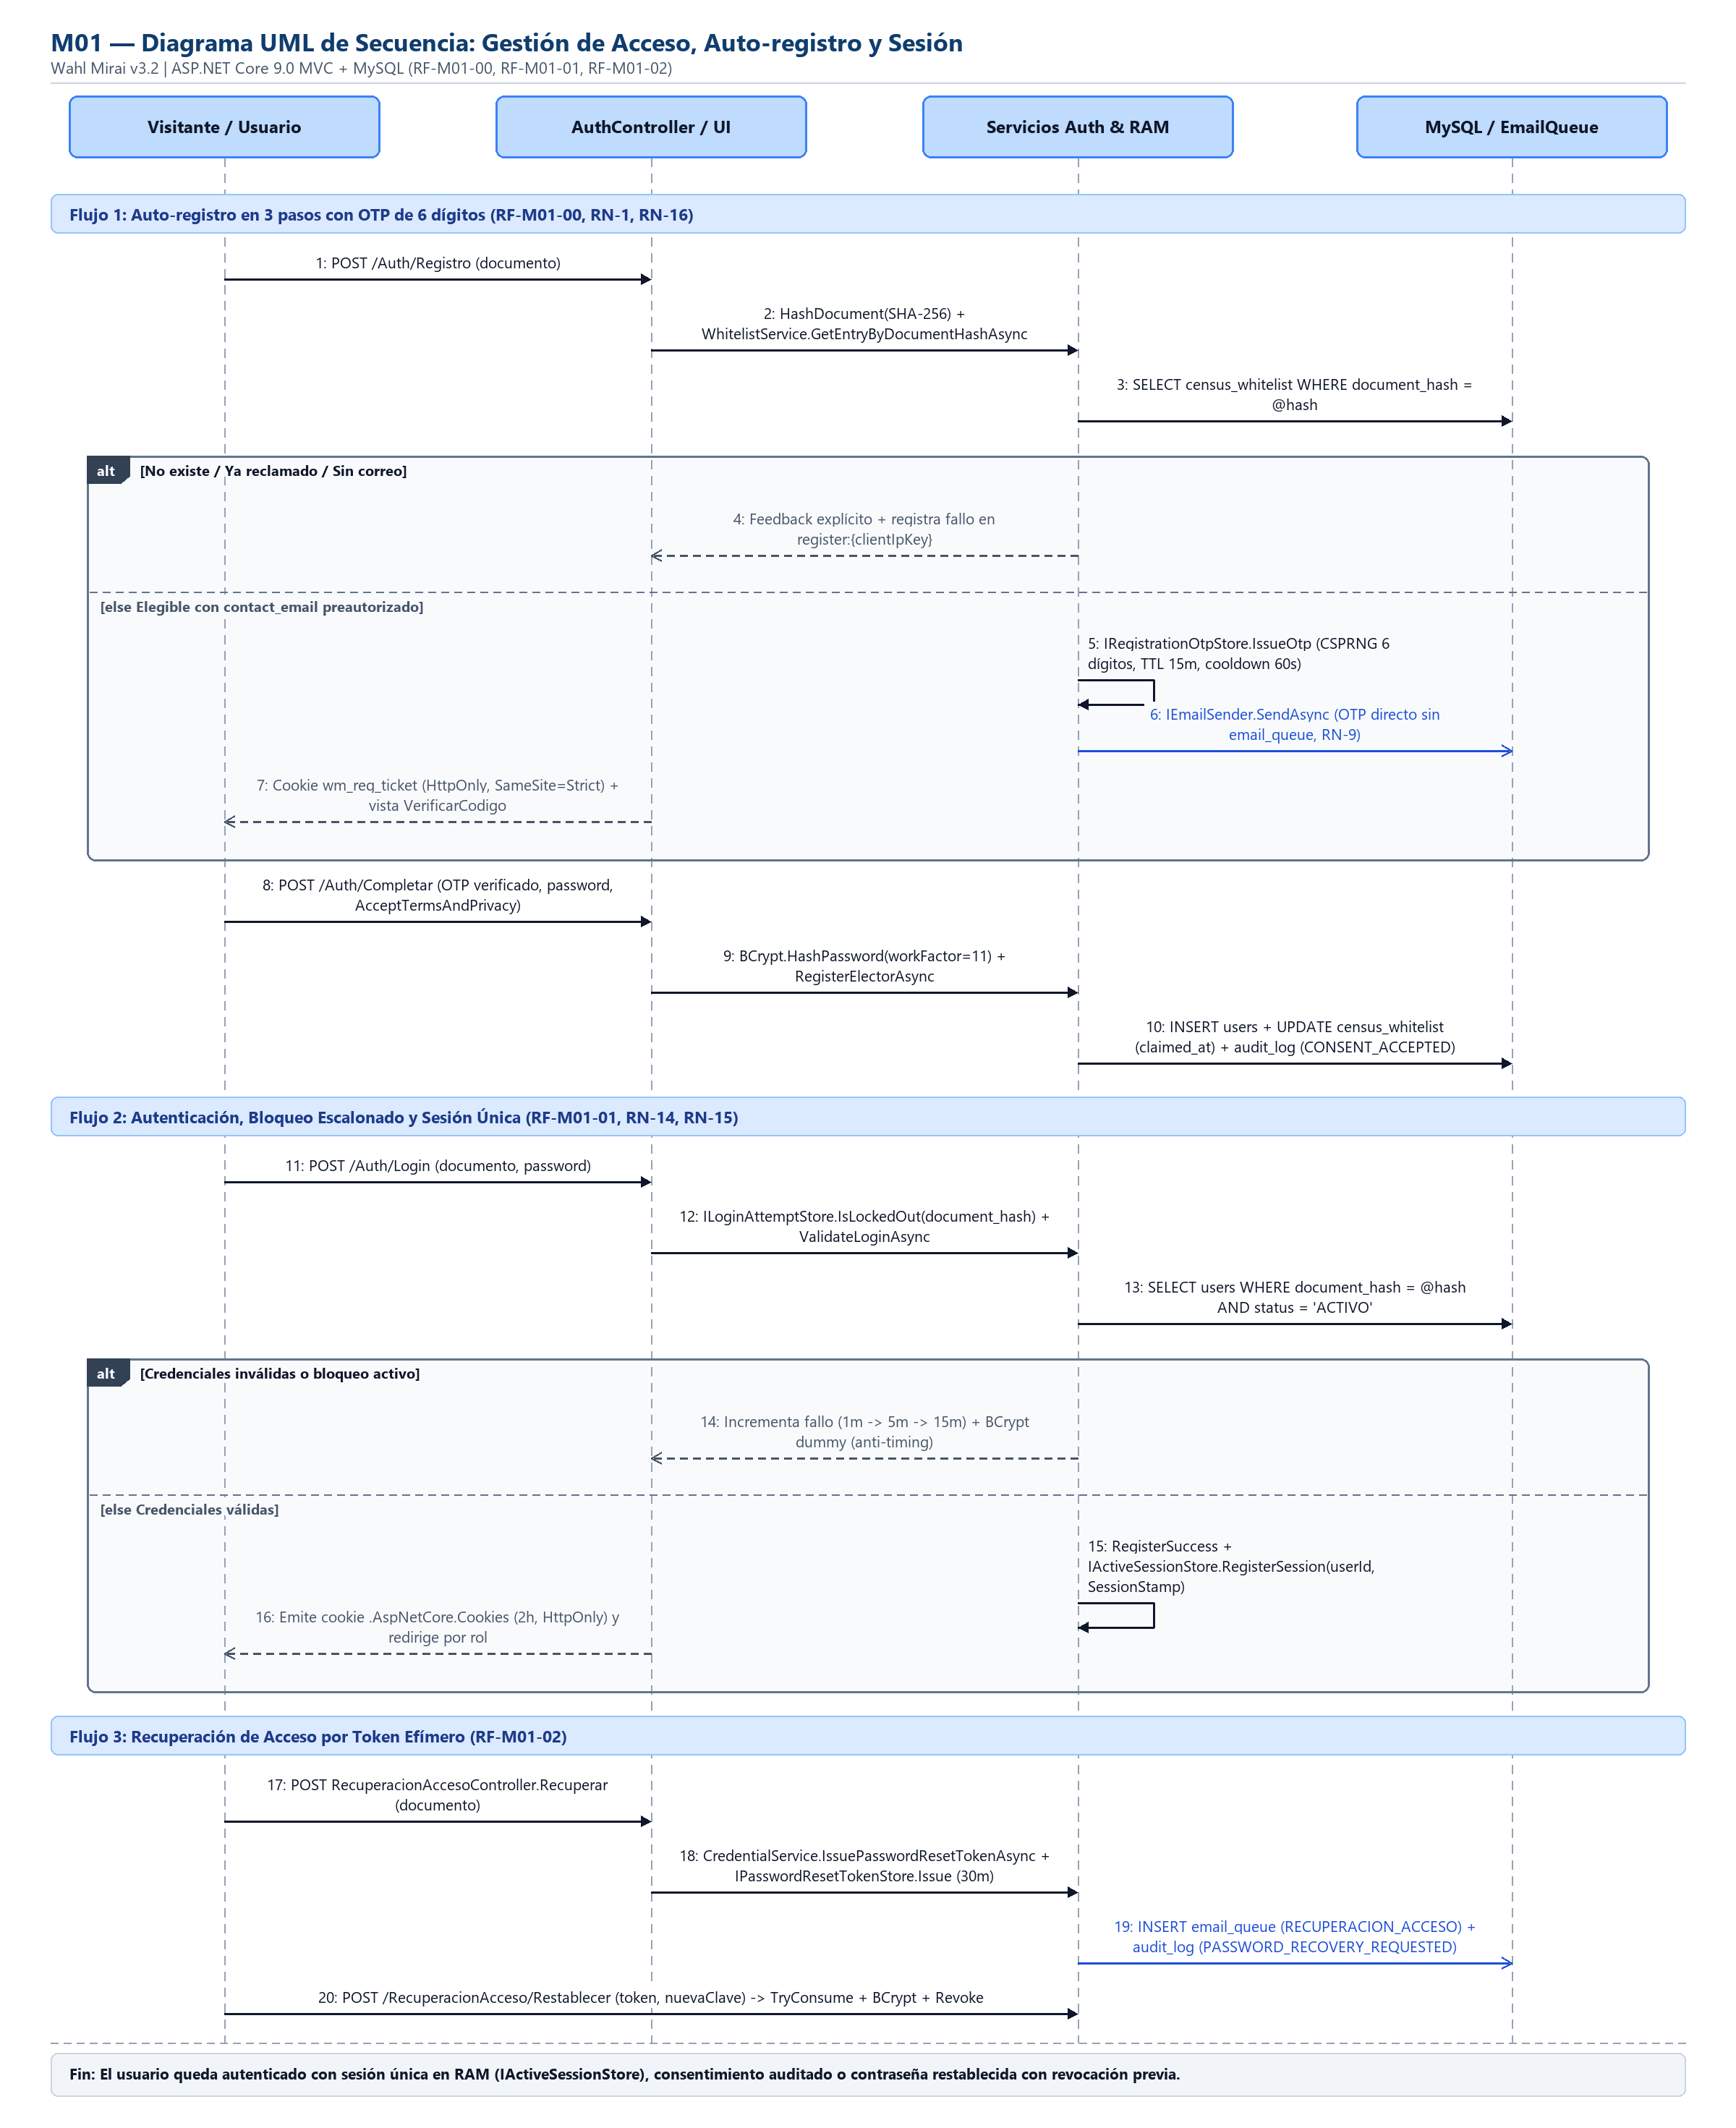 M01 — Diagrama UML de Secuencia: Gestión de Acceso, Auto-registro y Sesión
Wahl Mirai v3.2 | ASP.NET Core 9.0 MVC + MySQL (RF-M01-00, RF-M01-01, RF-M01-02)
Visitante / Usuario
AuthController / UI
Servicios Auth & RAM
MySQL / EmailQueue
Flujo 1: Auto-registro en 3 pasos con OTP de 6 dígitos (RF-M01-00, RN-1, RN-16)
1: POST /Auth/Registro (documento)
2: HashDocument(SHA-256) +
WhitelistService.GetEntryByDocumentHashAsync
3: SELECT census_whitelist WHERE document_hash =
@hash
alt
[No existe / Ya reclamado / Sin correo]
4: Feedback explícito + registra fallo en
register:{clientIpKey}
[else Elegible con contact_email preautorizado]
5: IRegistrationOtpStore.IssueOtp (CSPRNG 6
dígitos, TTL 15m, cooldown 60s)
6: IEmailSender.SendAsync (OTP directo sin
email_queue, RN-9)
7: Cookie wm_reg_ticket (HttpOnly, SameSite=Strict) +
vista VerificarCodigo
8: POST /Auth/Completar (OTP verificado, password,
AcceptTermsAndPrivacy)
9: BCrypt.HashPassword(workFactor=11) +
RegisterElectorAsync
10: INSERT users + UPDATE census_whitelist
(claimed_at) + audit_log (CONSENT_ACCEPTED)
Flujo 2: Autenticación, Bloqueo Escalonado y Sesión Única (RF-M01-01, RN-14, RN-15)
11: POST /Auth/Login (documento, password)
12: ILoginAttemptStore.IsLockedOut(document_hash) +
ValidateLoginAsync
13: SELECT users WHERE document_hash = @hash
AND status = 'ACTIVO'
alt
[Credenciales inválidas o bloqueo activo]
14: Incrementa fallo (1m -> 5m -> 15m) + BCrypt
dummy (anti-timing)
[else Credenciales válidas]
15: RegisterSuccess +
IActiveSessionStore.RegisterSession(userId,
SessionStamp)
16: Emite cookie .AspNetCore.Cookies (2h, HttpOnly) y
redirige por rol
Flujo 3: Recuperación de Acceso por Token Efímero (RF-M01-02)
17: POST RecuperacionAccesoController.Recuperar
(documento)
18: CredentialService.IssuePasswordResetTokenAsync +
IPasswordResetTokenStore.Issue (30m)
19: INSERT email_queue (RECUPERACION_ACCESO) +
audit_log (PASSWORD_RECOVERY_REQUESTED)
20: POST /RecuperacionAcceso/Restablecer (token, nuevaClave) -> TryConsume + BCrypt + Revoke
Fin: El usuario queda autenticado con sesión única en RAM (IActiveSessionStore), consentimiento auditado o contraseña restablecida con revocación previa.